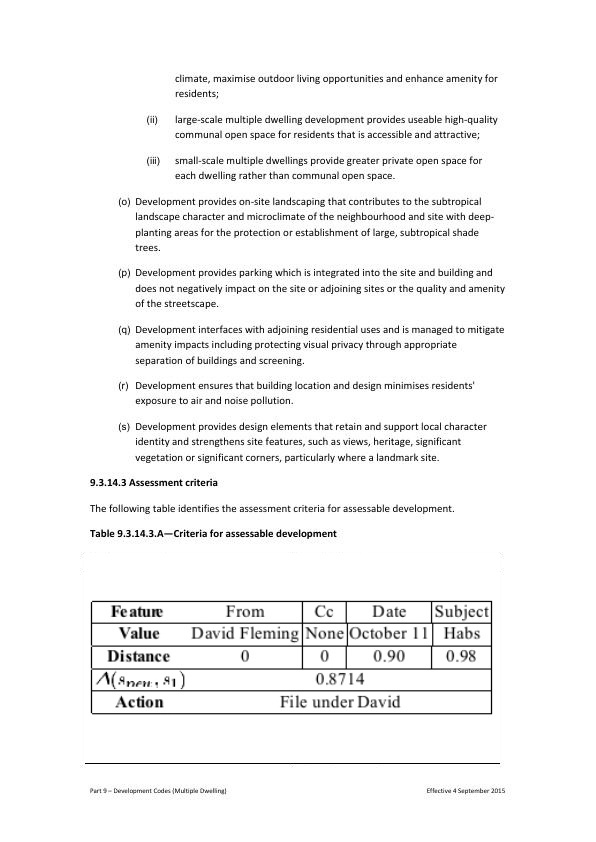 climate, maximise outdoor living opportunities and enhance amenity for
residents;
(ii) large-scale multiple dwelling development provides useable high-quality
communal open space for residents that is accessible and attractive;
(iii) small-scale multiple dwellings provide greater private open space for
each dwelling rather than communal open space.
(o) Development provides on-site landscaping that contributes to the subtropical
landscape character and microclimate of the neighbourhood and site with deep-
planting areas for the protection or establishment of large, subtropical shade
trees.
(p) Development provides parking which is integrated into the site and building and
does not negatively impact on the site or adjoining sites or the quality and amenity
of the streetscape.
(q) Development interfaces with adjoining residential uses and is managed to mitigate
amenity impacts including protecting visual privacy through appropriate
separation of buildings and screening.
(r) Development ensures that building location and design minimises residents'
exposure to air and noise pollution.
(s) Development provides design elements that retain and support local character
identity and strengthens site features, such as views, heritage, significant
vegetation or significant corners, particularly where a landmark site.
9.3.14.3 Assessment criteria
The following table identifies the assessment criteria for assessable development.
Table 9.3.14.3.A—Criteria for assessable development
Feature From Cc Date Subject
Value David Fleming None October 11 Habs
Distance 0 0 0.90 0.98
0.8714
Action File under David
Part 9 – Development Codes (Multiple Dwelling) Effective 4 September 2015